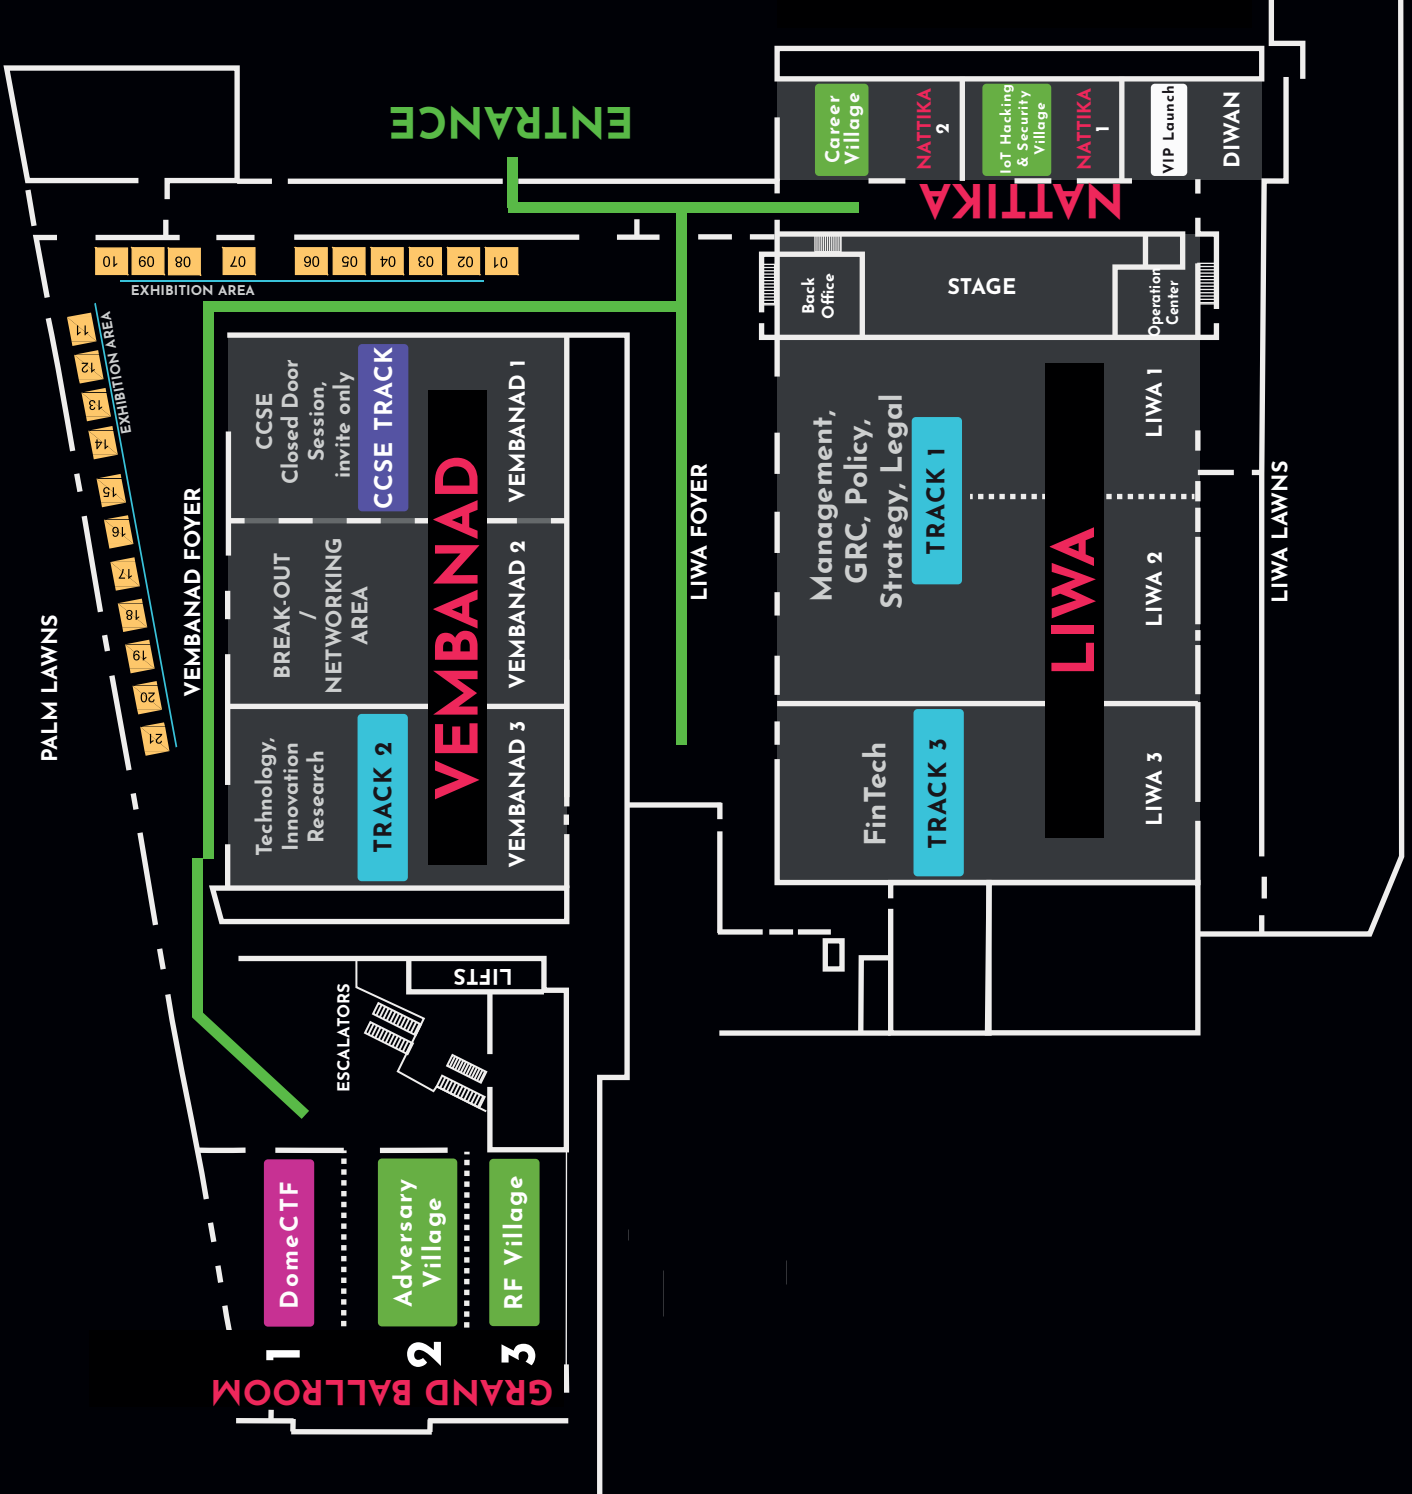 ENTRANCE
Career
Village
NATTIKA
2
IoT Hacking
& Security
Village
NATTIKA
1
VIP Launch
DIWAN
NATTIKA
10
09
08
07
06
05
04
03
02
01
EXHIBITION AREA
11
12
13
14
15
16
17
18
19
20
21
EXHIBITION AREA
PALM LAWNS
VEMBANAD FOYER
CCSE
Closed Door
Session,
invite only
CCSE TRACK
VEMBANAD 1
BREAK-OUT
/
NETWORKING
AREA
VEMBANAD 2
Technology,
Innovation
Research
TRACK 2
VEMBANAD 3
VEMBANAD
LIWA FOYER
Back
Office
STAGE
Operation
Center
Management,
GRC, Policy,
Strategy, Legal
TRACK 1
LIWA 1
LIWA 2
LIWA
FinTech
TRACK 3
LIWA 3
LIWA LAWNS
LIFTS
ESCALATORS
DomeCTF
1
Adversary
Village
2
RF Village
3
GRAND BALLROOM